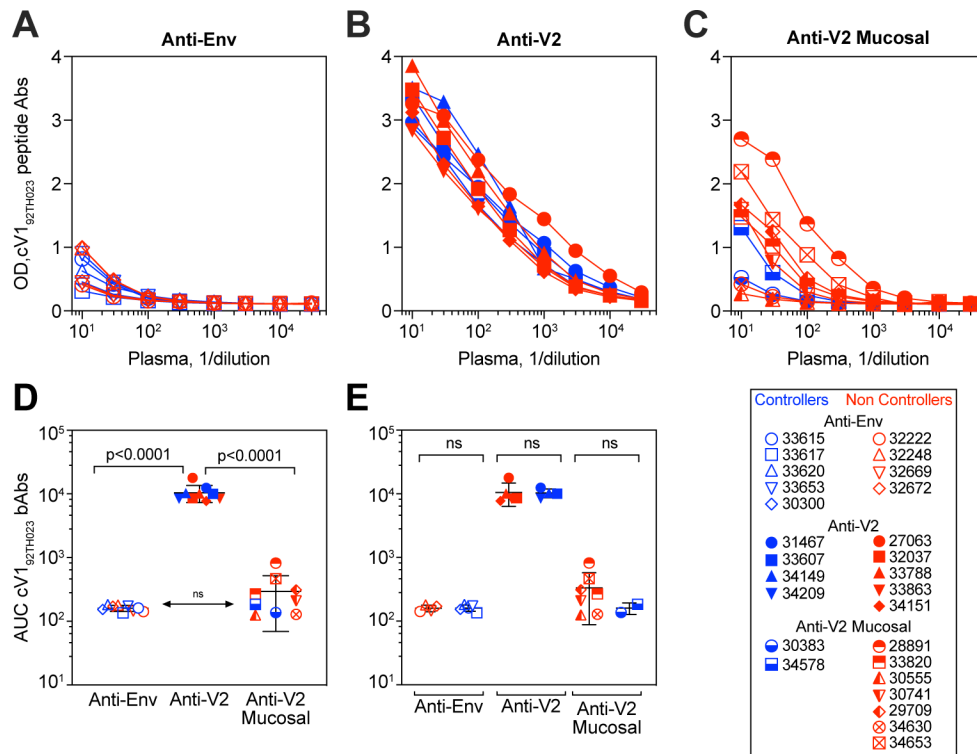 A
B
C
Anti-Env
Anti-V2
Anti-V2 Mucosal
OD, cV1 92TH023 peptide Abs
4
3
2
1
0
10¹ 10² 10³ 10⁴
Plasma, 1/dilution
4
3
2
1
0
10¹ 10² 10³ 10⁴
Plasma, 1/dilution
4
3
2
1
0
10¹ 10² 10³ 10⁴
Plasma, 1/dilution
D
E
AUC cV1 92TH023 bAbs
10⁵
10⁴
10³
10²
10¹
p<0.0001
p<0.0001
ns
Anti-Env
Anti-V2
Anti-V2
Mucosal
10⁵
10⁴
10³
10²
10¹
ns
ns
ns
Anti-Env
Anti-V2
Anti-V2
Mucosal
Controllers Non Controllers
Anti-Env
33615 32222
33617 32248
33620 32669
33653 32672
30300
Anti-V2
31467 27063
33607 32037
34149 33788
34209 33863
34151
Anti-V2 Mucosal
30383 28891
34578 33820
30555
30741
29709
34630
34653